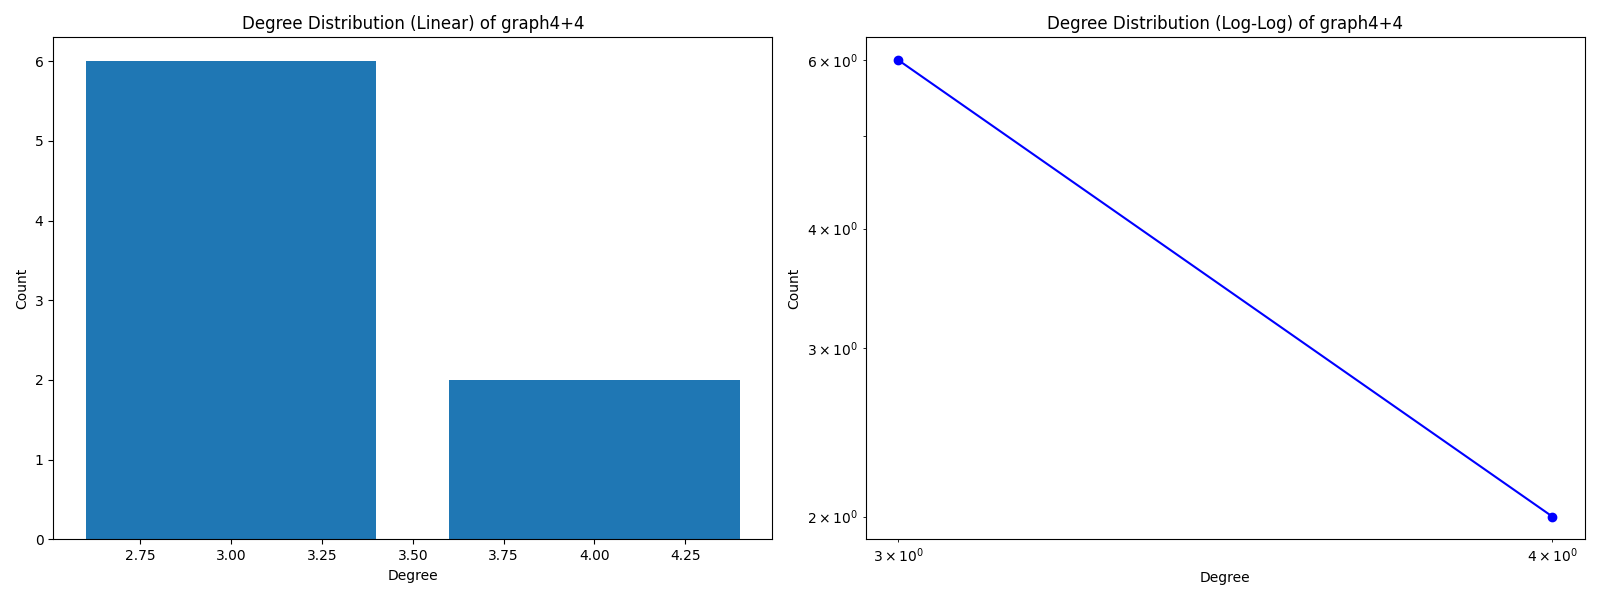 Degree Distribution (Linear) of graph4+4
6
5
4
3
2
1
0
Count
2.75 3.00 3.25 3.50 3.75 4.00 4.25
Degree
Degree Distribution (Log-Log) of graph4+4
6 × 10⁰
4 × 10⁰
3 × 10⁰
2 × 10⁰
Count
3 × 10⁰ 4 × 10⁰
Degree